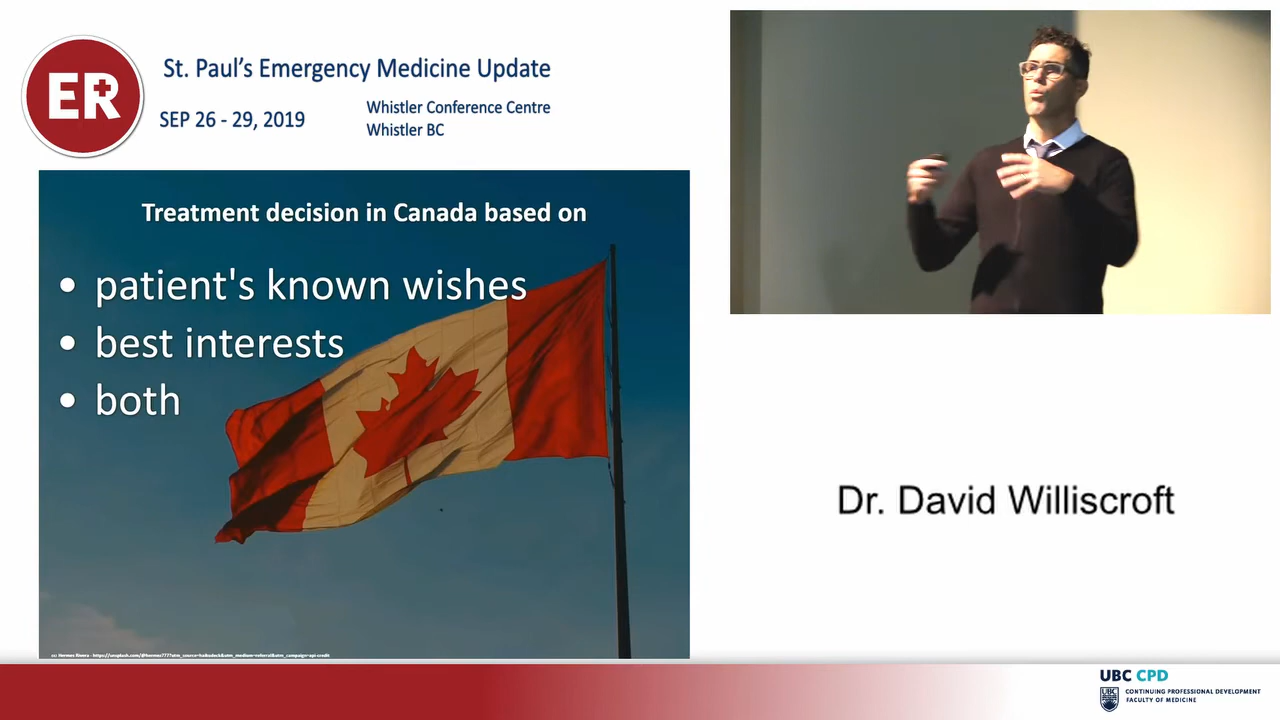 ER
St. Paul's Emergency Medicine Update
SEP 26 - 29, 2019
Whistler Conference Centre
Whistler BC
Treatment decision in Canada based on
• patient's known wishes
• best interests
• both
Dr. David Williscroft
UBC CPD
UBC
CONTINUING PROFESSIONAL DEVELOPMENT
FACULTY OF MEDICINE